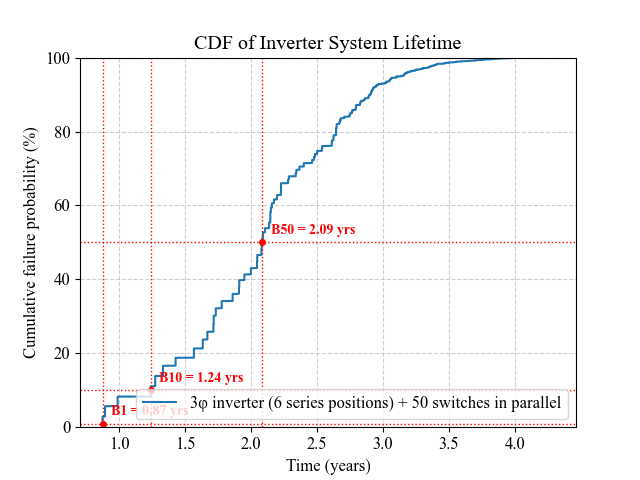 CDF of Inverter System Lifetime
Cumulative failure probability (%)
100
80
60
40
20
0
B50 = 2.09 yrs
B10 = 1.24 yrs
B1 = 0.87 yrs
3φ inverter (6 series positions) + 50 switches in parallel
1.0 1.5 2.0 2.5 3.0 3.5 4.0
Time (years)